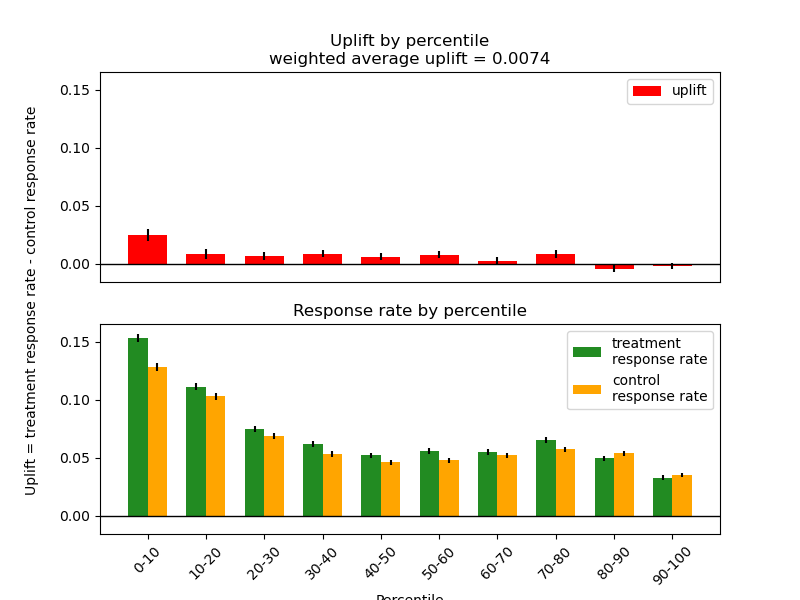 Uplift by percentile
weighted average uplift = 0.0074
uplift
0.15
0.10
0.05
0.00
Uplift = treatment response rate - control response rate
Response rate by percentile
treatment
response rate
control
response rate
0.15
0.10
0.05
0.00
0-10
10-20
20-30
30-40
40-50
50-60
60-70
70-80
80-90
90-100
Percentile